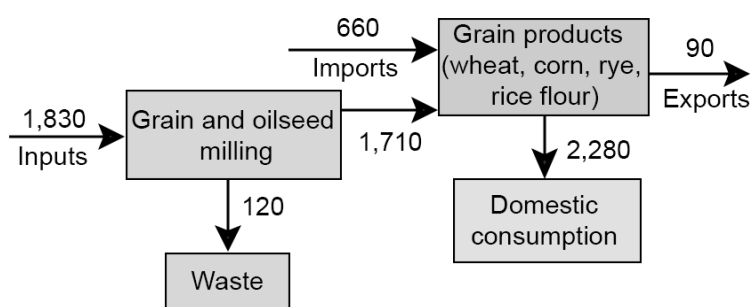 660
Imports
Grain products
(wheat, corn, rye,
rice flour)
90
Exports
1,830
Inputs
Grain and oilseed
milling
1,710
2,280
120
Domestic
consumption
Waste